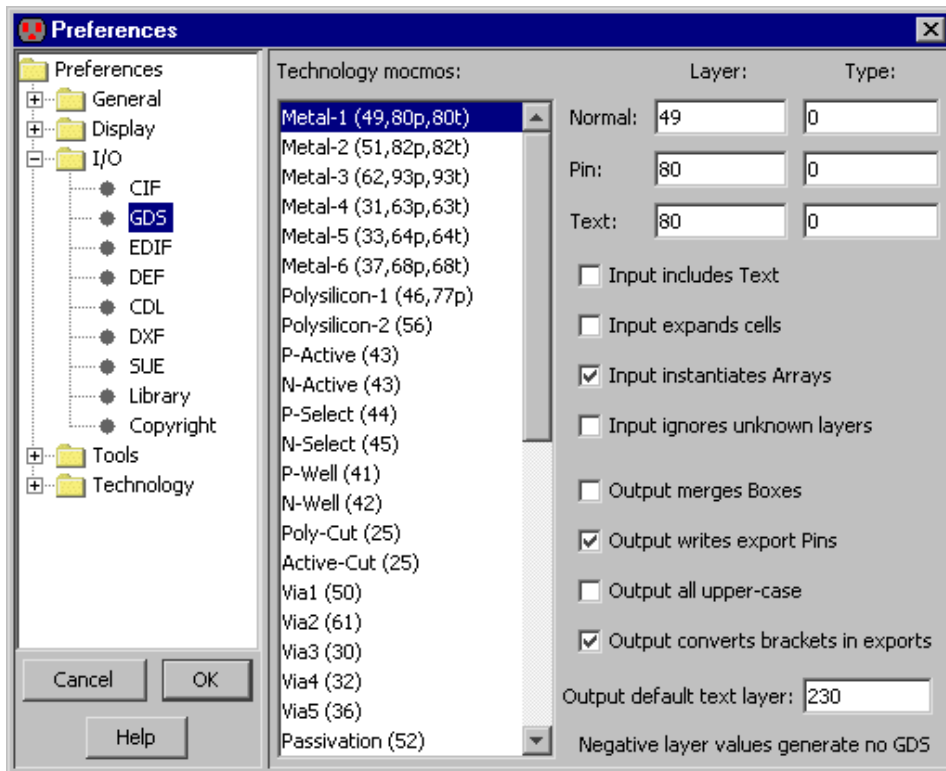 Preferences
Preferences
General
Display
I/O
CIF
GDS
EDIF
DEF
CDL
DXF
SUE
Library
Copyright
Tools
Technology
Cancel
OK
Help
Technology mocmos:
Metal-1 (49,80p,80t)
Metal-2 (51,82p,82t)
Metal-3 (62,93p,93t)
Metal-4 (31,63p,63t)
Metal-5 (33,64p,64t)
Metal-6 (37,68p,68t)
Polysilicon-1 (46,77p)
Polysilicon-2 (56)
P-Active (43)
N-Active (43)
P-Select (44)
N-Select (45)
P-Well (41)
N-Well (42)
Poly-Cut (25)
Active-Cut (25)
Via1 (50)
Via2 (61)
Via3 (30)
Via4 (32)
Via5 (36)
Passivation (52)
Layer: Type:
Normal: 49 0
Pin: 80 0
Text: 80 0
Input includes Text
Input expands cells
Input instantiates Arrays
Input ignores unknown layers
Output merges Boxes
Output writes export Pins
Output all upper-case
Output converts brackets in exports
Output default text layer: 230
Negative layer values generate no GDS